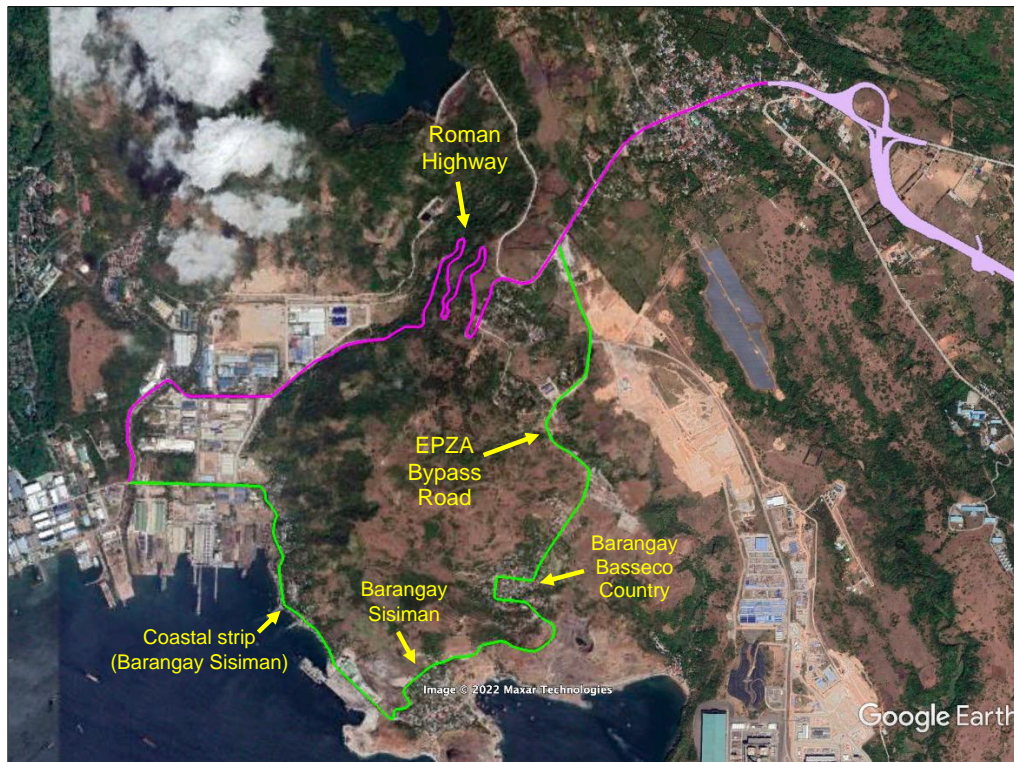 Roman
Highway
EPZA
Bypass
Road
Barangay
Basseco
Country
Barangay
Sisiman
Coastal strip
(Barangay Sisiman)
Image © 2022 Maxar Technologies
Google Earth